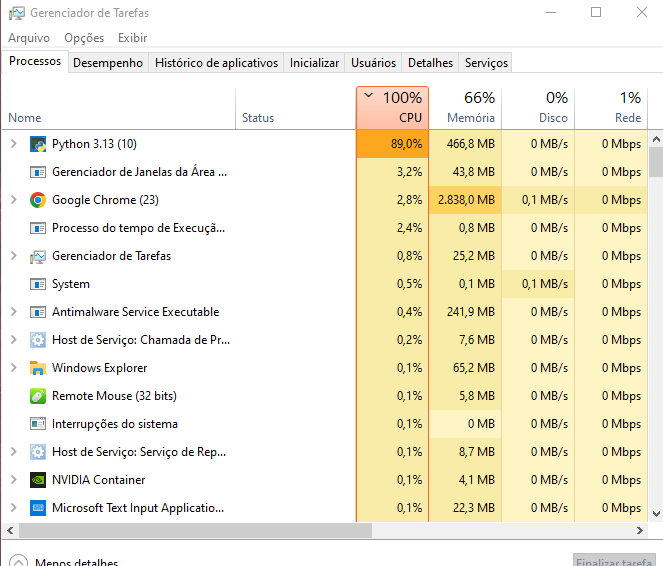 Gerenciador de Tarefas
Arquivo Opções Exibir
Processos Desempenho Histórico de aplicativos Inicializar Usuários Detalhes Serviços
100% 66% 0% 1%
Nome Status CPU Memória Disco Rede
Python 3.13 (10) 89,0% 466,8 MB 0 MB/s 0 Mbps
Gerenciador de Janelas da Área ... 3,2% 43,8 MB 0 MB/s 0 Mbps
Google Chrome (23) 2,8% 2.838,0 MB 0,1 MB/s 0 Mbps
Processo do tempo de Execuçã... 2,4% 0,8 MB 0 MB/s 0 Mbps
Gerenciador de Tarefas 0,8% 25,2 MB 0 MB/s 0 Mbps
System 0,5% 0,1 MB 0,1 MB/s 0 Mbps
Antimalware Service Executable 0,4% 241,9 MB 0 MB/s 0 Mbps
Host de Serviço: Chamada de Pr... 0,2% 7,6 MB 0 MB/s 0 Mbps
Windows Explorer 0,1% 65,2 MB 0 MB/s 0 Mbps
Remote Mouse (32 bits) 0,1% 5,8 MB 0 MB/s 0 Mbps
Interrupções do sistema 0,1% 0 MB 0 MB/s 0 Mbps
Host de Serviço: Serviço de Rep... 0,1% 8,7 MB 0 MB/s 0 Mbps
NVIDIA Container 0,1% 4,1 MB 0 MB/s 0 Mbps
Microsoft Text Input Applicatio... 0,1% 22,3 MB 0 MB/s 0 Mbps
Menos detalhes Finalizar tarefa